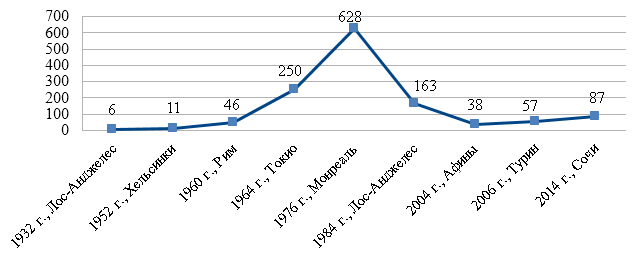 700
600
500
400
300
200
100
0
6
11
46
250
628
163
38
57
87
1932 г., Лос-Анджелес
1952 г., Хельсинки
1960 г., Рим
1964 г., Токио
1976 г., Монреаль
1984 г., Лос-Анджелес
2004 г., Афины
2006 г., Турин
2014 г., Сочи